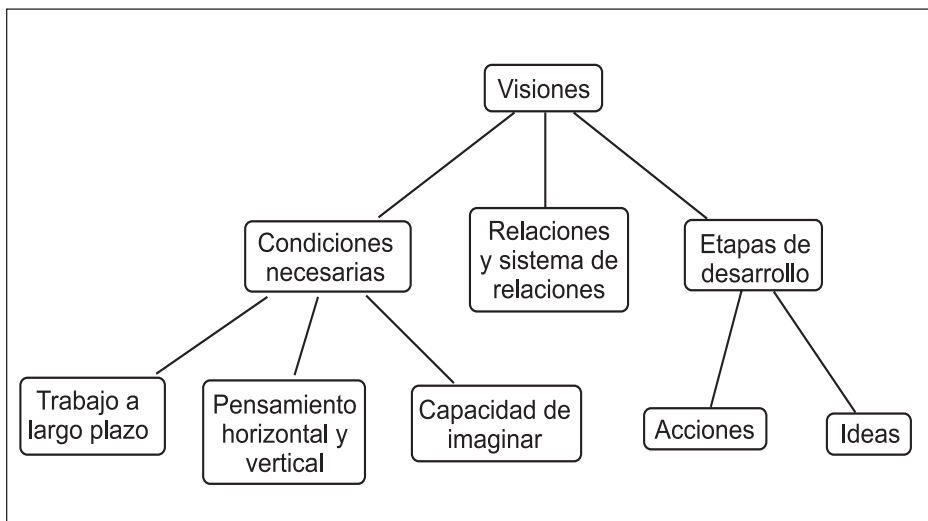 Visiones
Condiciones
necesarias
Relaciones
y sistema de
relaciones
Etapas de
desarrollo
Trabajo a
largo plazo
Pensamiento
horizontal y
vertical
Capacidad de
imaginar
Acciones
Ideas